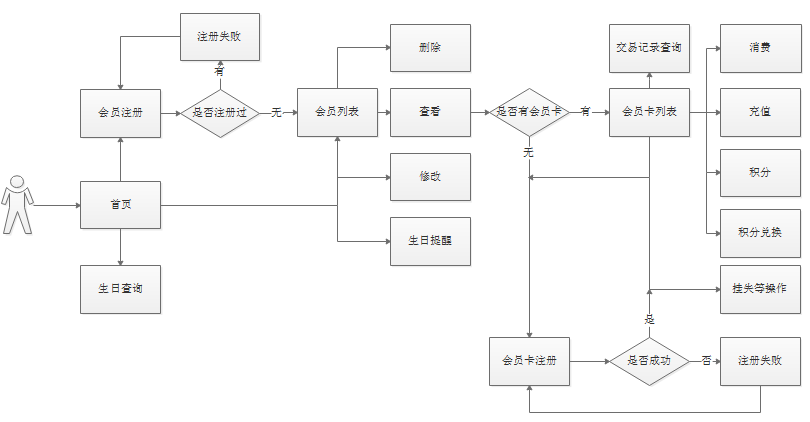 注册失败
有
会员注册
是否注册过
无
会员列表
删除
查看
修改
生日提醒
首页
生日查询
是否有会员卡
有
无
交易记录查询
会员卡列表
消费
充值
积分
积分兑换
挂失等操作
是
会员卡注册
是否成功
否
注册失败